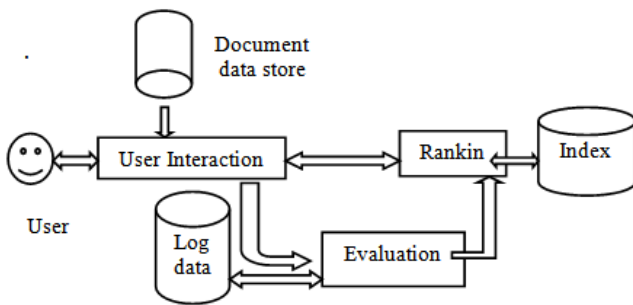 Document
data store
User Interaction
Rankin
Index
User
Log
data
Evaluation